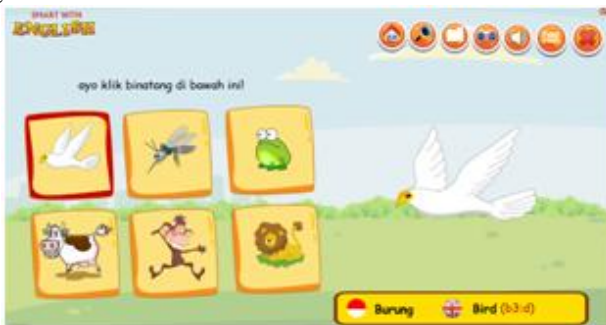 SMART WITH
ENGLISH
ayo klik binatang di bawah ini!
Burung Bird (b3:d)